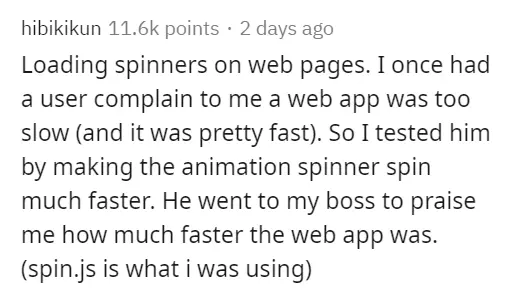 hibikikun 11.6k points · 2 days ago
Loading spinners on web pages. I once had
a user complain to me a web app was too
slow (and it was pretty fast). So I tested him
by making the animation spinner spin
much faster. He went to my boss to praise
me how much faster the web app was.
(spin.js is what i was using)